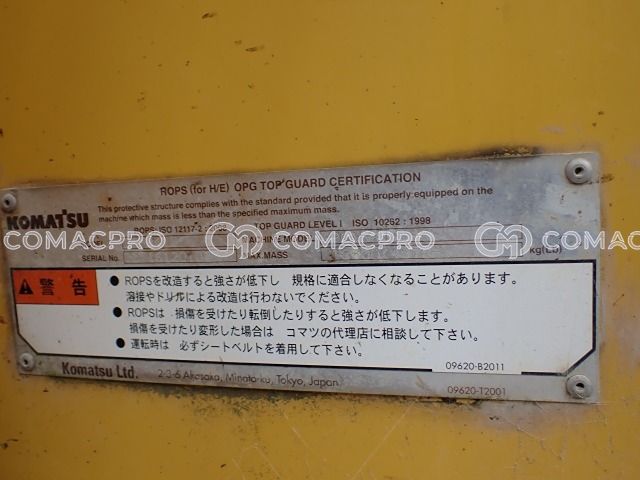 ROPS (for H/E) OPG TOP GUARD CERTIFICATION
This protective structure complies with the standard provided that it is properly equipped on the
machine which mass is less than the specified maximum mass.
KOMATSU
ROPS ISO 12117-2 : TOP GUARD LEVEL I ISO 10262 : 1998
MACHINE MODEL
SERIAL No. MAX.MASS kg(Lb)
COMACPRO COMACPRO COMACPRO
警告
● ROPSを改造すると強さが低下し 規格に適合しなくなることがあります。
溶接やドリルによる改造は行わないでください。
● ROPSは 損傷を受けたり転倒したりすると強さが低下します。
損傷を受けたり変形した場合は コマツの代理店に相談して下さい。
● 運転時は 必ずシートベルトを着用して下さい。
09620-B2011
Komatsu Ltd. 2-3-6 Akasaka, Minato-ku, Tokyo, Japan
09620-T2001